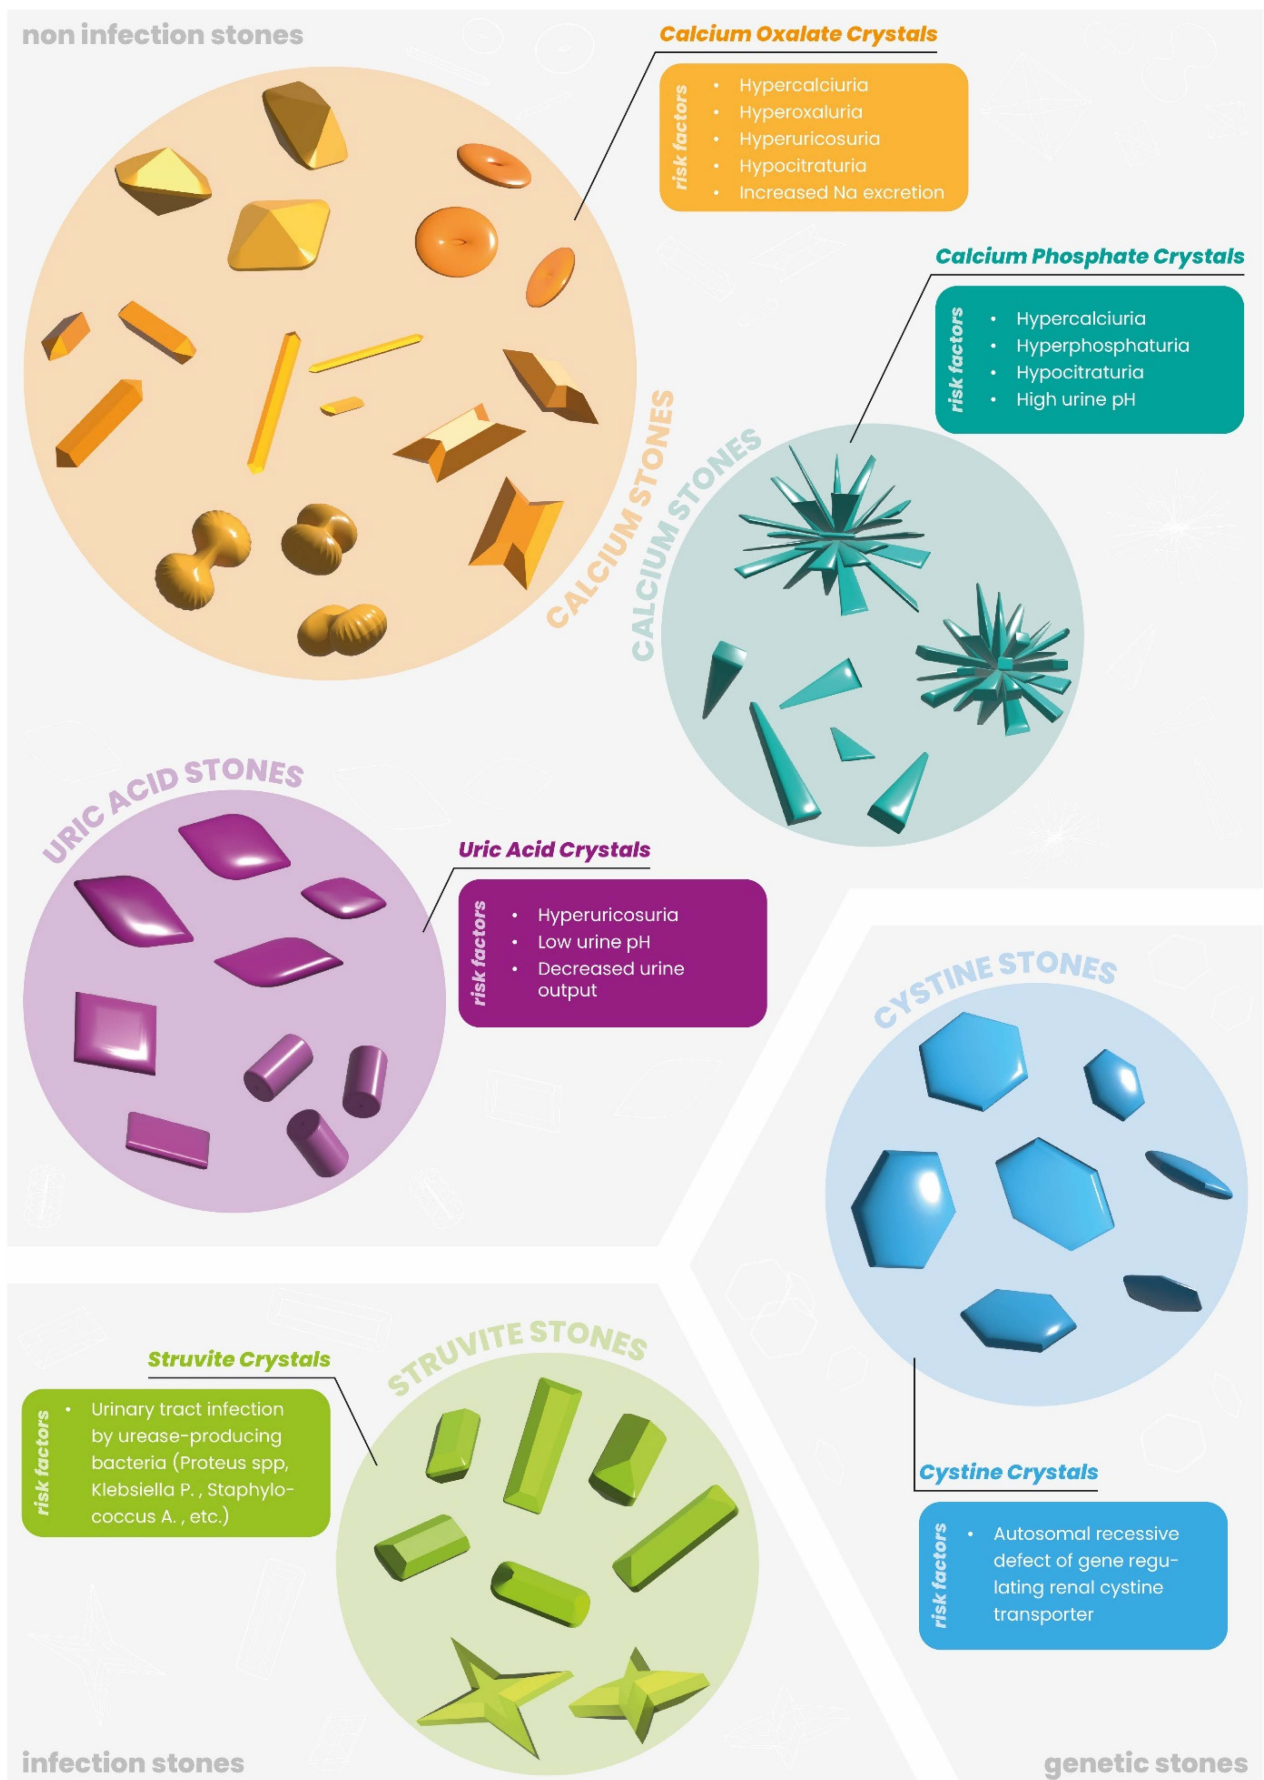 non infection stones
Calcium Oxalate Crystals
risk factors
• Hypercalciuria
• Hyperoxaluria
• Hyperuricosuria
• Hypocitraturia
• Increased Na excretion
Calcium Phosphate Crystals
risk factors
• Hypercalciuria
• Hyperphosphaturia
• Hypocitraturia
• High urine pH
CALCIUM STONES
CALCIUM STONES
URIC ACID STONES
Uric Acid Crystals
risk factors
• Hyperuricosuria
• Low urine pH
• Decreased urine
output
CYSTINE STONES
Cystine Crystals
risk factors
• Autosomal recessive
defect of gene regu-
lating renal cystine
transporter
STRUVITE STONES
Struvite Crystals
risk factors
• Urinary tract infection
by urease-producing
bacteria (Proteus spp,
Klebsiella P. , Staphylo-
coccus A. , etc.)
infection stones
genetic stones